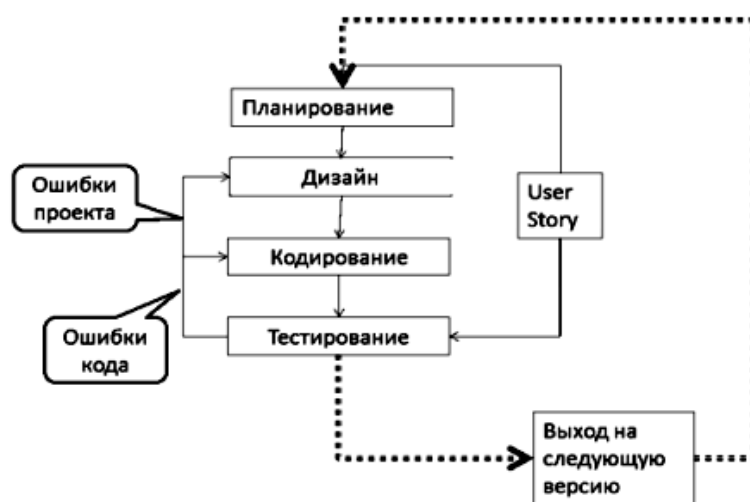 Планирование
Дизайн
Ошибки
проекта
User
Story
Кодирование
Ошибки
кода
Тестирование
Выход на
следующую
версию